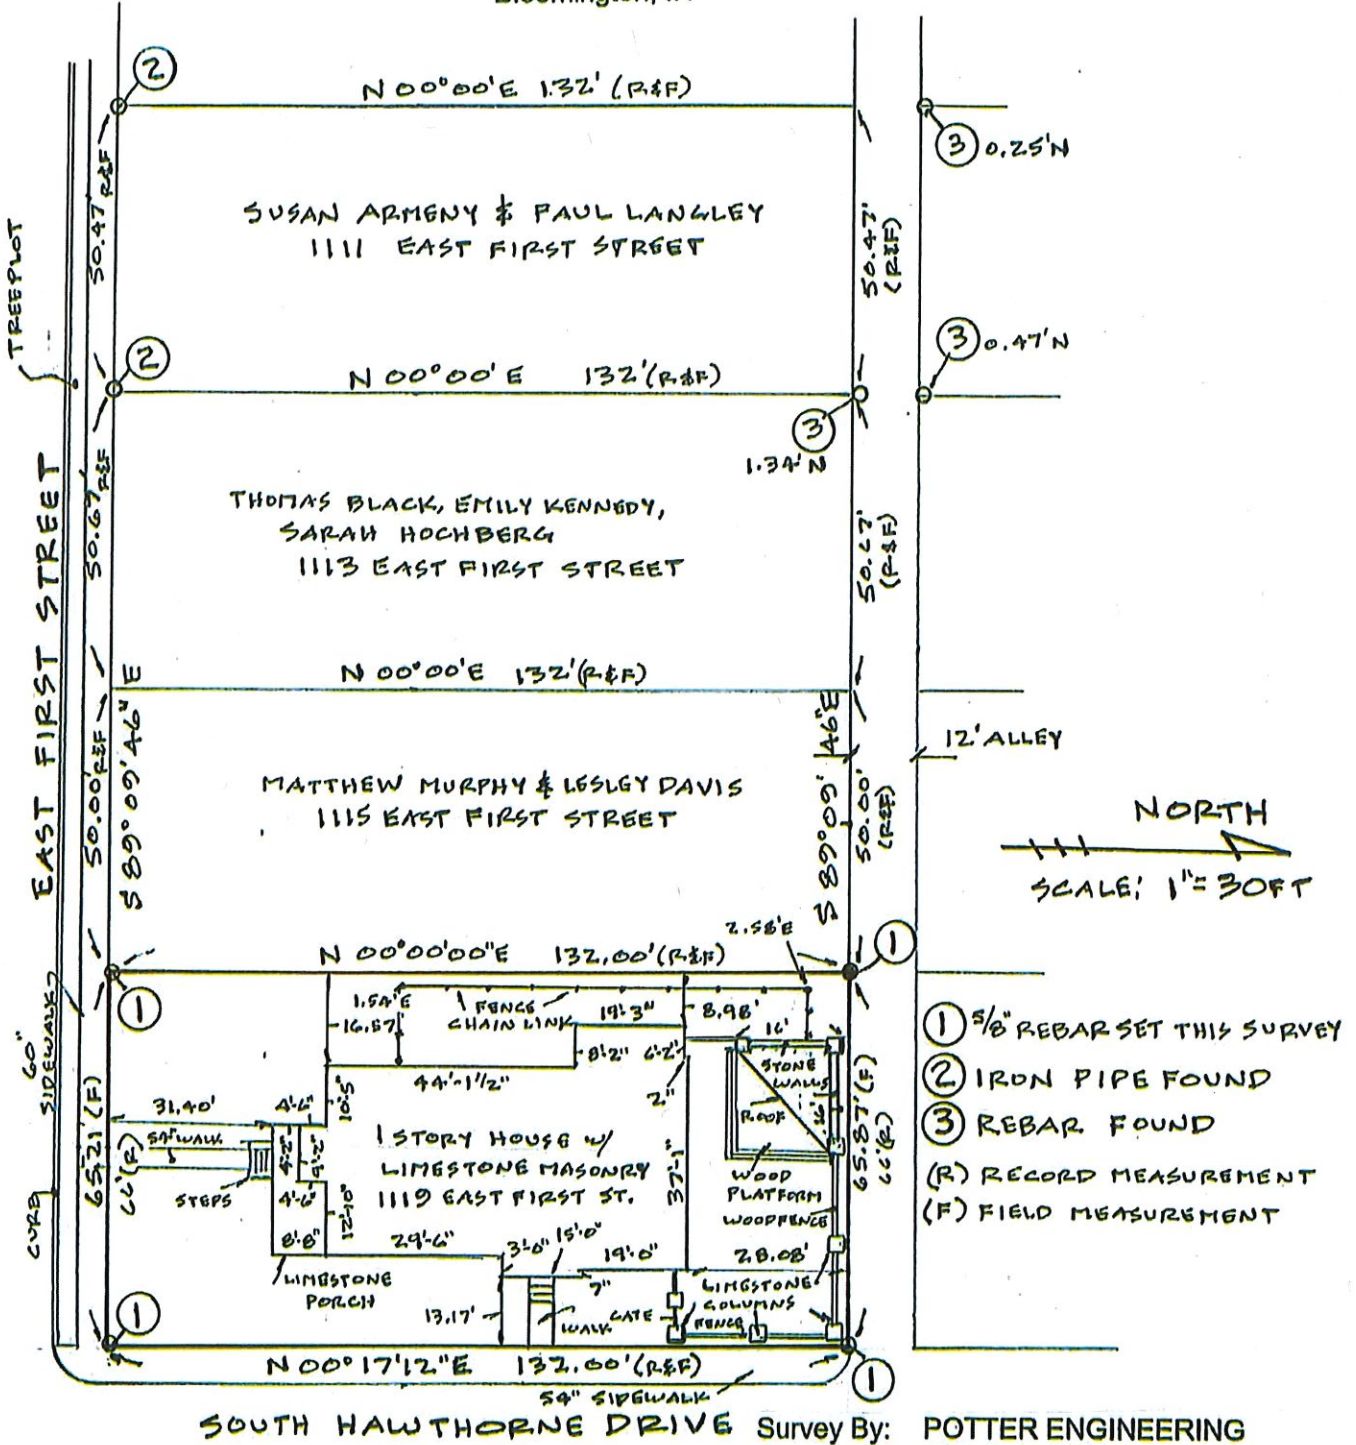 N 00°00'E 1.32' (R&F)
2
3
0.25'N
50.47' R&F
SUSAN ARMENY & PAUL LANGLEY
1111 EAST FIRST STREET
50.47'
(R&F)
TREEPLOT
2
3
0.47'N
N 00°00'E 132'(R&F)
3
1.34'N
THOMAS BLACK, EMILY KENNEDY,
SARAH HOCHBERG
1113 EAST FIRST STREET
50.67 R&F
50.67'
(R&F)
EAST FIRST STREET
N 00°00'E 132'(R&F)
S 89°09'46"E
S 89°09'46"E
12' ALLEY
MATTHEW MURPHY & LESLEY DAVIS
1115 EAST FIRST STREET
50.00' R&F
50.00'
(R&F)
NORTH
SCALE: 1"=30FT
2.58'E
1
N 00°00'00"E 132.00'(R&F)
1
1.54'E
FENCE
CHAIN LINK
16.57'
19'-3"
8.98'
16'
8'-2"
6'-2"
STONE
WALLS
44'-1 1/2"
2"
ROOF
16'
60"
SIDEWALK
31.40'
4'-6"
10'-5"
54" WALK
9'-2"
9'-2"
STEPS
4'-6"
12'-10"
1 STORY HOUSE W/
LIMESTONE MASONRY
1119 EAST FIRST ST.
37'-1"
WOOD
PLATFORM
WOODFENCE
65.21'(F)
66'(R)
65.87'(F)
66'(R)
CURB
8'-8"
29'-6"
3'-0"
15'-0"
19'-0"
28.08'
LIMESTONE
PORCH
7"
LIMESTONE
COLUMNS
13.17'
WALK
GATE
FENCE
1
N 00°17'12"E 132.00'(R&F)
1
54" SIDEWALK
SOUTH HAWTHORNE DRIVE
1 5/8" REBAR SET THIS SURVEY
2 IRON PIPE FOUND
3 REBAR FOUND
(R) RECORD MEASUREMENT
(F) FIELD MEASUREMENT
Survey By: POTTER ENGINEERING